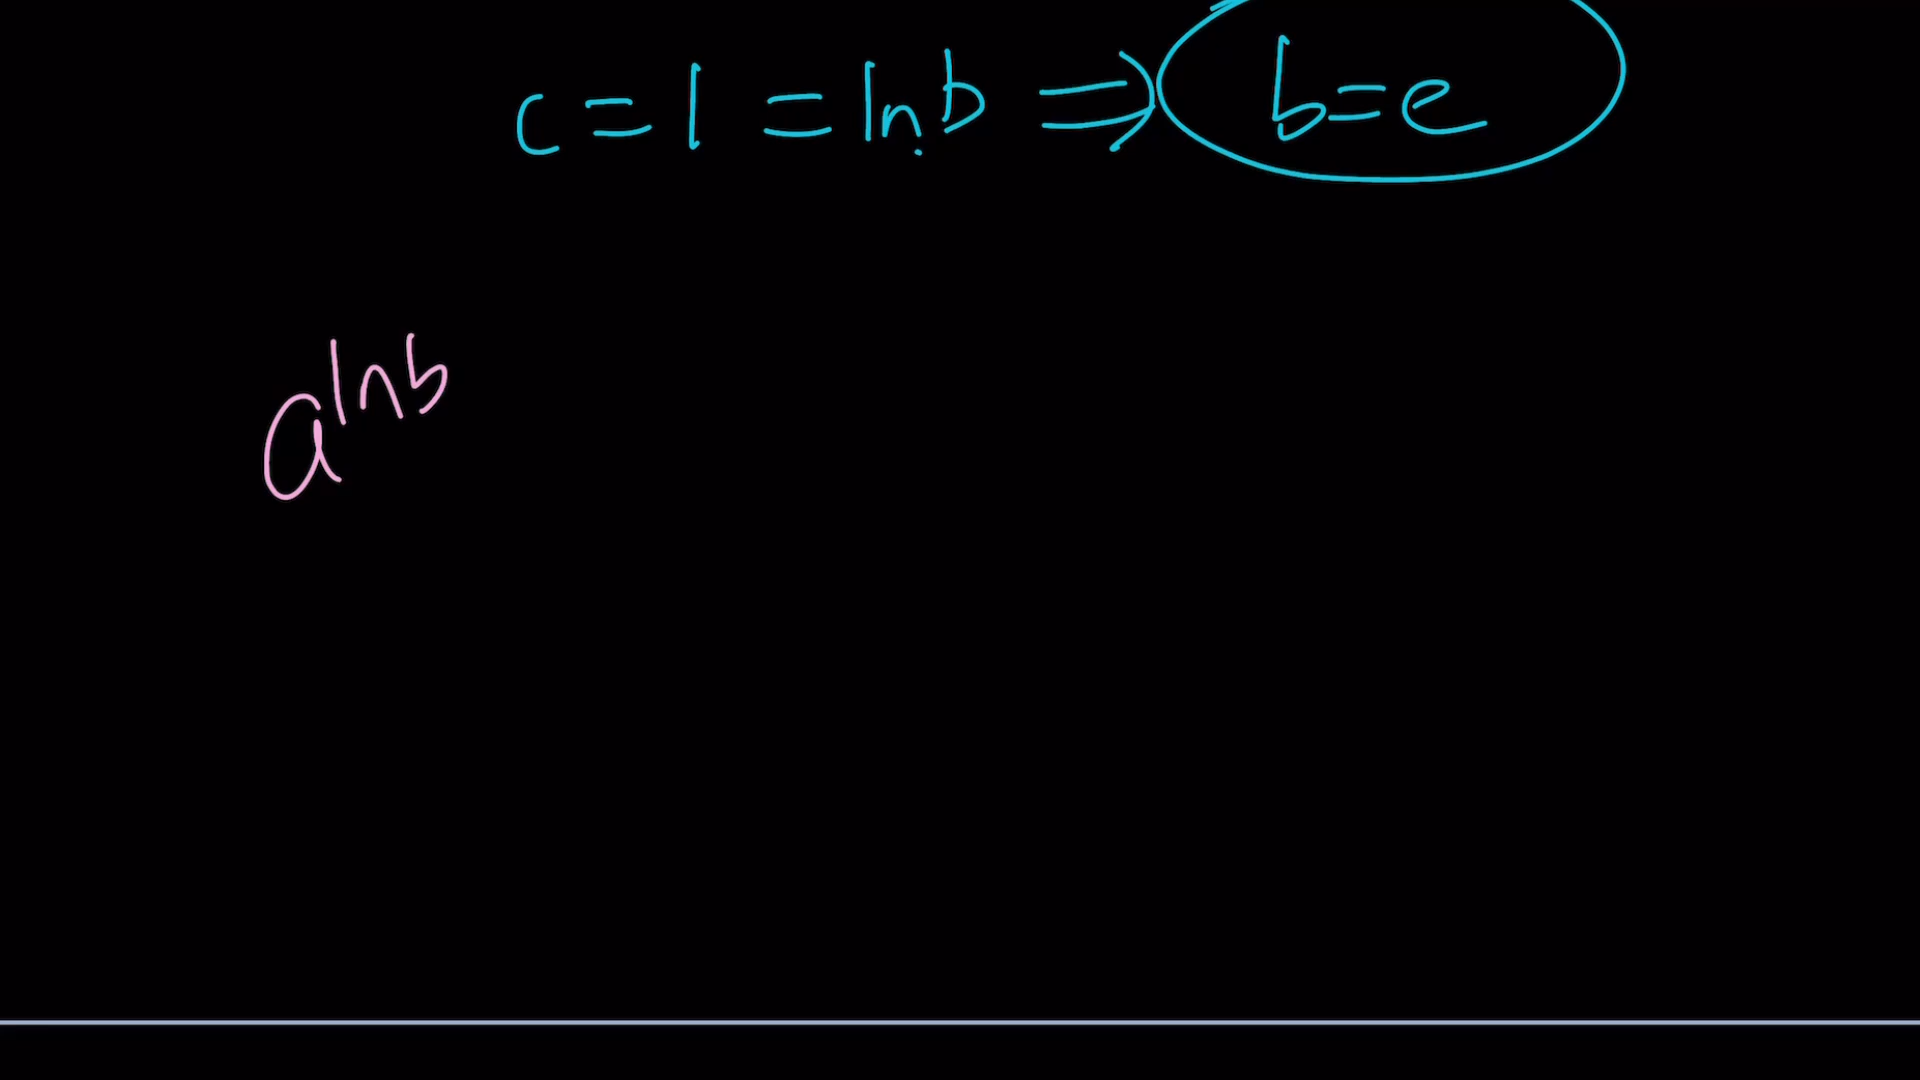 c = 1 = ln b ⇒ b = e
a^ln b